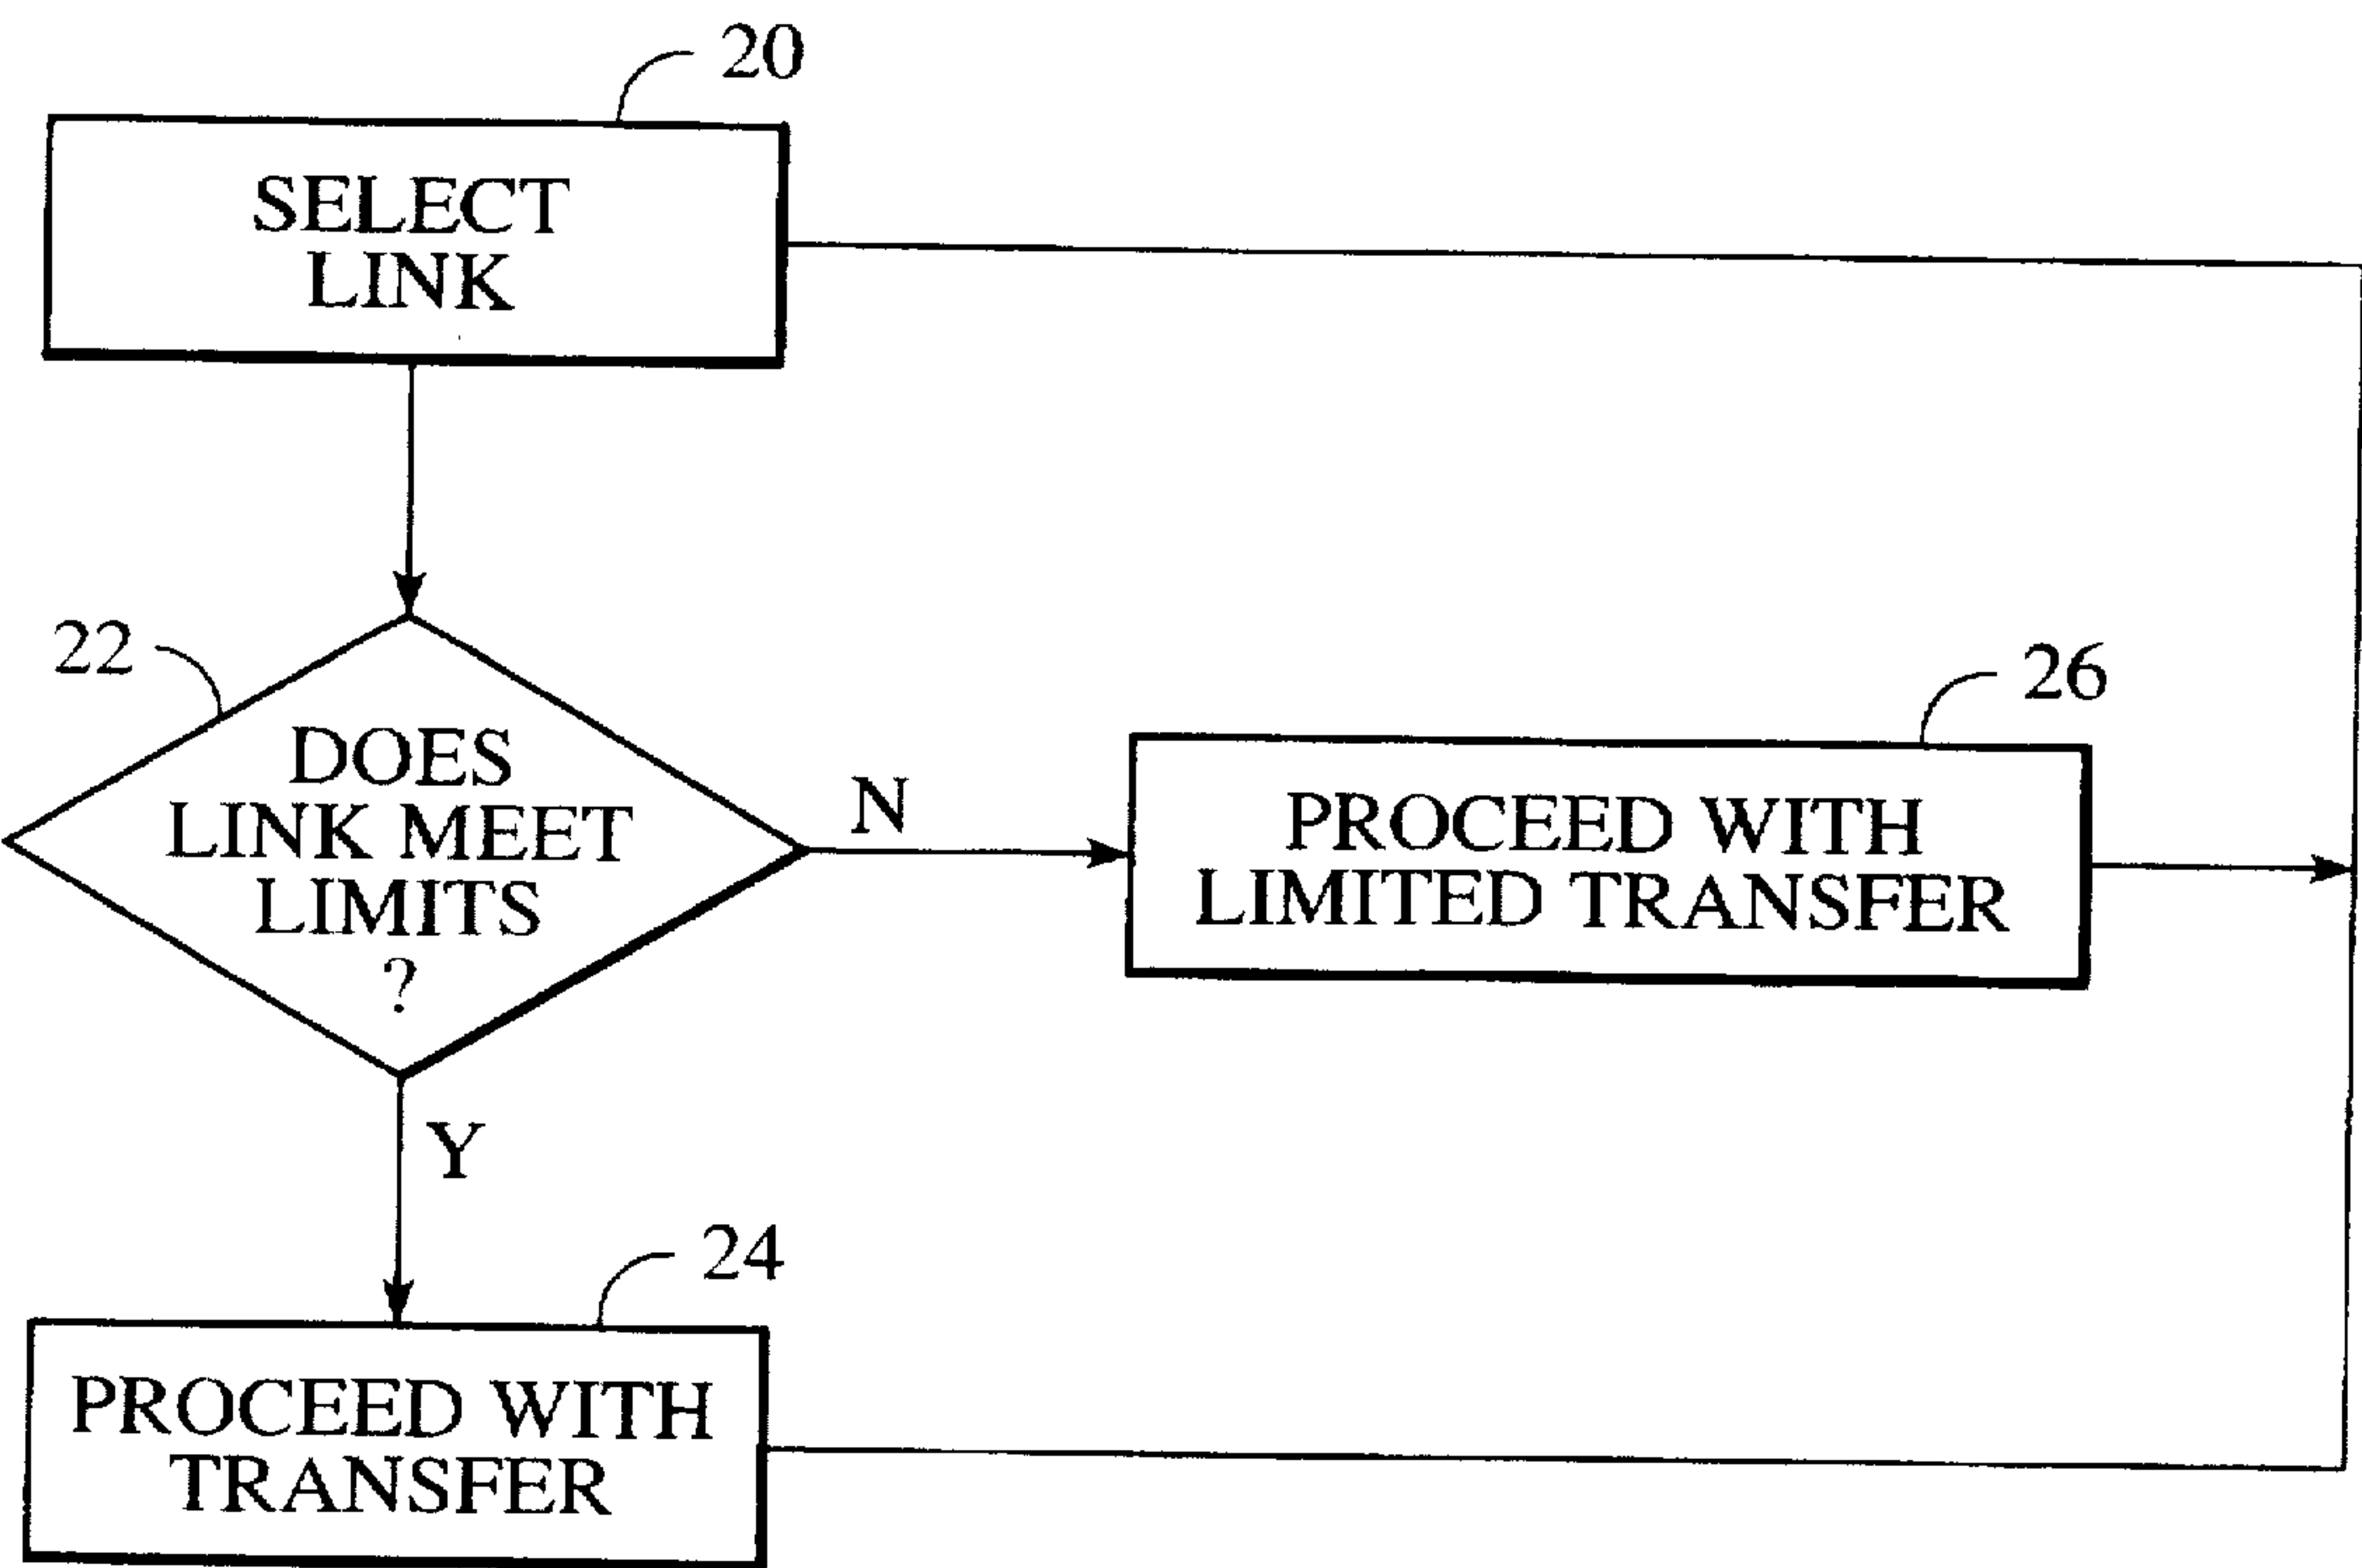 20
SELECT
LINK
22
DOES
LINK MEET
LIMITS
?
N
26
PROCEED WITH
LIMITED TRANSFER
Y
24
PROCEED WITH
TRANSFER